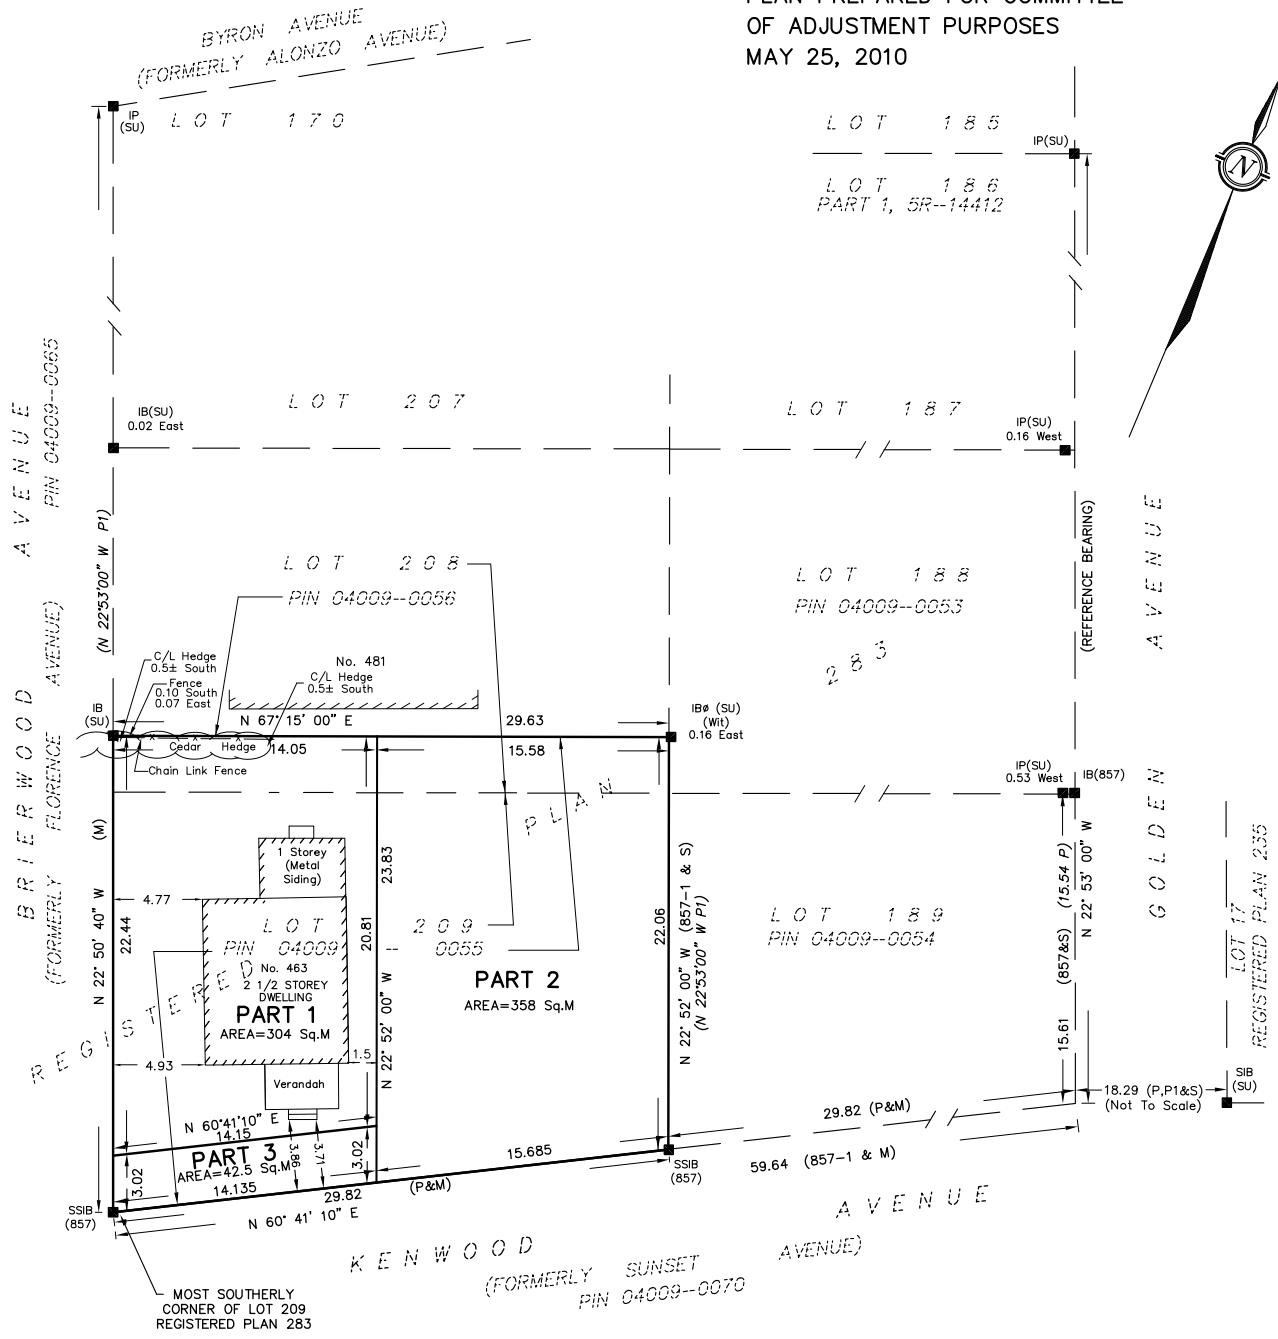 PLAN PREPARED FOR COMMITTEE
OF ADJUSTMENT PURPOSES
MAY 25, 2010
BYRON AVENUE
(FORMERLY ALONZO AVENUE)
IP
(SU)
LOT 170
LOT 185
IP(SU)
LOT 186
PART 1, 5R--14412
N
BRIERWOOD AVENUE
(FORMERLY FLORENCE AVENUE)
PIN 04009--0065
IB(SU)
0.02 East
LOT 207
LOT 187
IP(SU)
0.16 West
(N 22°53'00" W P1)
(REFERENCE BEARING)
GOLDEN AVENUE
LOT 208
PIN 04009--0056
LOT 188
PIN 04009--0053
REGISTERED PLAN 283
C/L Hedge
0.5± South
Fence
0.10 South
0.07 East
No. 481
C/L Hedge
0.5± South
IB
(SU)
N 67° 15' 00" E
29.63
IBø (SU)
(Wit)
0.16 East
Cedar Hedge
14.05
15.58
Chain Link Fence
IP(SU)
0.53 West
IB(857)
N 22° 50' 40" W (M)
22.44
1 Storey
(Metal
Siding)
23.83
20.81
4.77
LOT 209
PIN 04009 -- 0055
No. 463
2 1/2 STOREY
DWELLING
PART 1
AREA=304 Sq.M
N 22° 52' 00" W
PART 2
AREA=358 Sq.M
22.06
N 22° 52' 00" W (857-1 & S)
(N 22°53'00" W P1)
LOT 189
PIN 04009--0054
15.61 (857&S) (15.54 P)
N 22° 53' 00" W
LOT 17
REGISTERED PLAN 235
4.93
1.5
Verandah
18.29 (P,P1&S)
(Not To Scale)
SIB
(SU)
N 60°41'10" E
14.15
PART 3
AREA=42.5 Sq.M
3.02
3.86
3.71
3.02
14.135
29.82
(P&M)
15.685
29.82 (P&M)
59.64 (857-1 & M)
SSIB
(857)
SSIB
(857)
N 60° 41' 10" E
KENWOOD AVENUE
(FORMERLY SUNSET AVENUE)
PIN 04009--0070
MOST SOUTHERLY
CORNER OF LOT 209
REGISTERED PLAN 283